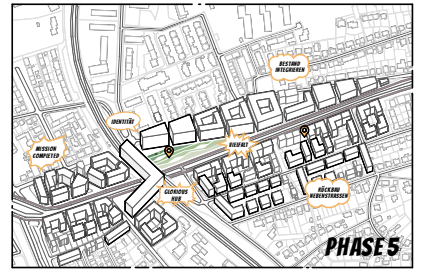 BESTAND
INTEGRIEREN
IDENTITÄT
MISSION
COMPLETED
VIELFALT
GLORIOUS
HUB
RÜCKBAU
NEBENSTRASSEN
PHASE 5